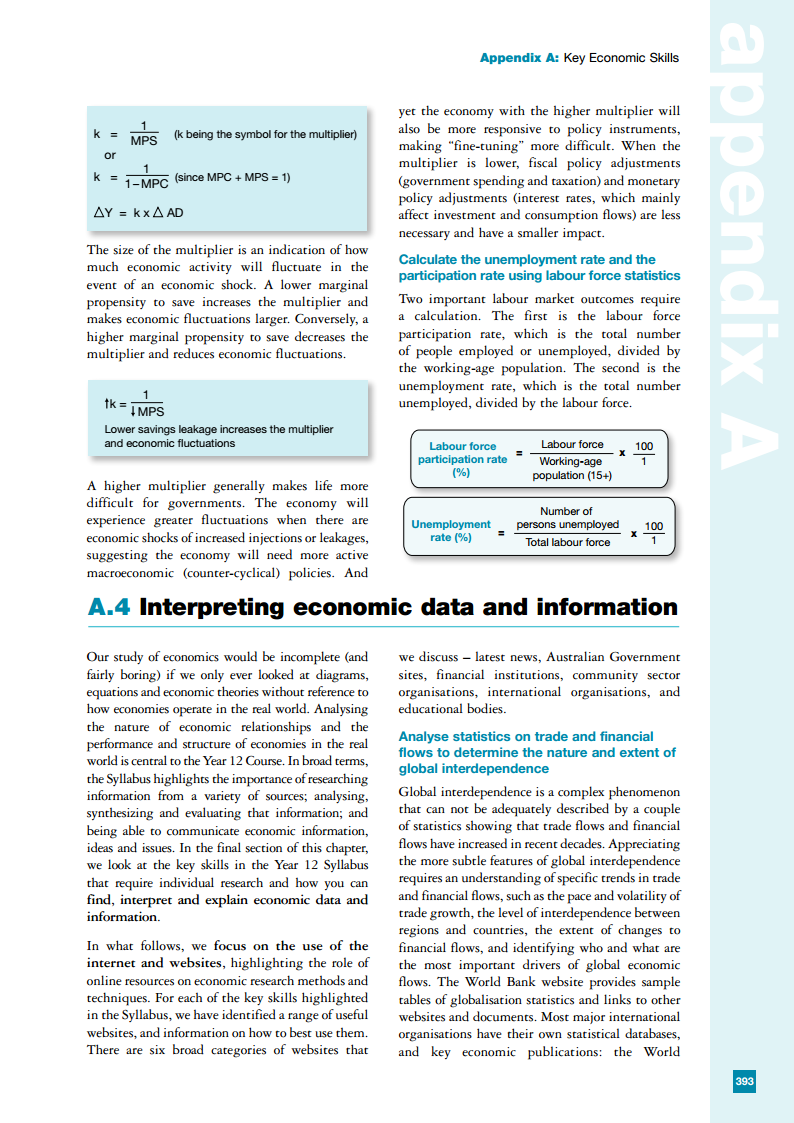 Appendix A: Key Economic Skills
k = 1/MPS (k being the symbol for the multiplier)
or
k = 1/1–MPC (since MPC + MPS = 1)
△Y = k x △ AD
The size of the multiplier is an indication of how
much economic activity will fluctuate in the
event of an economic shock. A lower marginal
propensity to save increases the multiplier and
makes economic fluctuations larger. Conversely, a
higher marginal propensity to save decreases the
multiplier and reduces economic fluctuations.
↑k = 1/↓MPS
Lower savings leakage increases the multiplier
and economic fluctuations
A higher multiplier generally makes life more
difficult for governments. The economy will
experience greater fluctuations when there are
economic shocks of increased injections or leakages,
suggesting the economy will need more active
macroeconomic (counter-cyclical) policies. And
yet the economy with the higher multiplier will
also be more responsive to policy instruments,
making “fine-tuning” more difficult. When the
multiplier is lower, fiscal policy adjustments
(government spending and taxation) and monetary
policy adjustments (interest rates, which mainly
affect investment and consumption flows) are less
necessary and have a smaller impact.
Calculate the unemployment rate and the
participation rate using labour force statistics
Two important labour market outcomes require
a calculation. The first is the labour force
participation rate, which is the total number
of people employed or unemployed, divided by
the working-age population. The second is the
unemployment rate, which is the total number
unemployed, divided by the labour force.
Labour force
participation rate
(%)
=
Labour force
Working-age
population (15+)
x
100
1
Unemployment
rate (%)
=
Number of
persons unemployed
Total labour force
x
100
1
A.4 Interpreting economic data and information
Our study of economics would be incomplete (and
fairly boring) if we only ever looked at diagrams,
equations and economic theories without reference to
how economies operate in the real world. Analysing
the nature of economic relationships and the
performance and structure of economies in the real
world is central to the Year 12 Course. In broad terms,
the Syllabus highlights the importance of researching
information from a variety of sources; analysing,
synthesizing and evaluating that information; and
being able to communicate economic information,
ideas and issues. In the final section of this chapter,
we look at the key skills in the Year 12 Syllabus
that require individual research and how you can
find, interpret and explain economic data and
information.
In what follows, we focus on the use of the
internet and websites, highlighting the role of
online resources on economic research methods and
techniques. For each of the key skills highlighted
in the Syllabus, we have identified a range of useful
websites, and information on how to best use them.
There are six broad categories of websites that
we discuss – latest news, Australian Government
sites, financial institutions, community sector
organisations, international organisations, and
educational bodies.
Analyse statistics on trade and financial
flows to determine the nature and extent of
global interdependence
Global interdependence is a complex phenomenon
that can not be adequately described by a couple
of statistics showing that trade flows and financial
flows have increased in recent decades. Appreciating
the more subtle features of global interdependence
requires an understanding of specific trends in trade
and financial flows, such as the pace and volatility of
trade growth, the level of interdependence between
regions and countries, the extent of changes to
financial flows, and identifying who and what are
the most important drivers of global economic
flows. The World Bank website provides sample
tables of globalisation statistics and links to other
websites and documents. Most major international
organisations have their own statistical databases,
and key economic publications: the World
appendix A
393